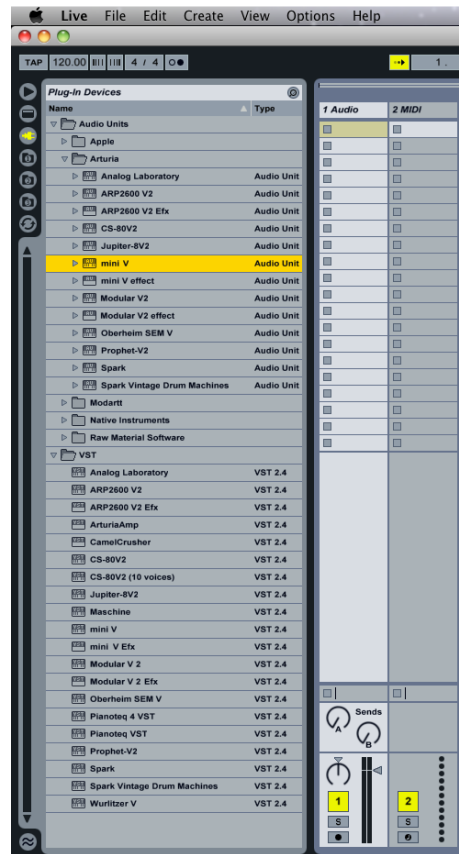 Live File Edit Create View Options Help
TAP 120.00 4 / 4 1 .
Plug-In Devices
Name Type
1 Audio 2 MIDI
Audio Units
Apple
Arturia
Analog Laboratory Audio Unit
ARP2600 V2 Audio Unit
ARP2600 V2 Efx Audio Unit
CS-80V2 Audio Unit
Jupiter-8V2 Audio Unit
mini V Audio Unit
mini V effect Audio Unit
Modular V2 Audio Unit
Modular V2 effect Audio Unit
Oberheim SEM V Audio Unit
Prophet-V2 Audio Unit
Spark Audio Unit
Spark Vintage Drum Machines Audio Unit
Modartt
Native Instruments
Raw Material Software
VST
Analog Laboratory VST 2.4
ARP2600 V2 VST 2.4
ARP2600 V2 Efx VST 2.4
ArturiaAmp VST 2.4
CamelCrusher VST 2.4
CS-80V2 VST 2.4
CS-80V2 (10 voices) VST 2.4
Jupiter-8V2 VST 2.4
Maschine VST 2.4
mini V VST 2.4
mini V Efx VST 2.4
Modular V 2 VST 2.4
Modular V 2 Efx VST 2.4
Oberheim SEM V VST 2.4
Pianoteq 4 VST VST 2.4
Pianoteq VST VST 2.4
Prophet-V2 VST 2.4
Spark VST 2.4
Spark Vintage Drum Machines VST 2.4
Wurlitzer V VST 2.4
Sends
A
B
1 2
S S